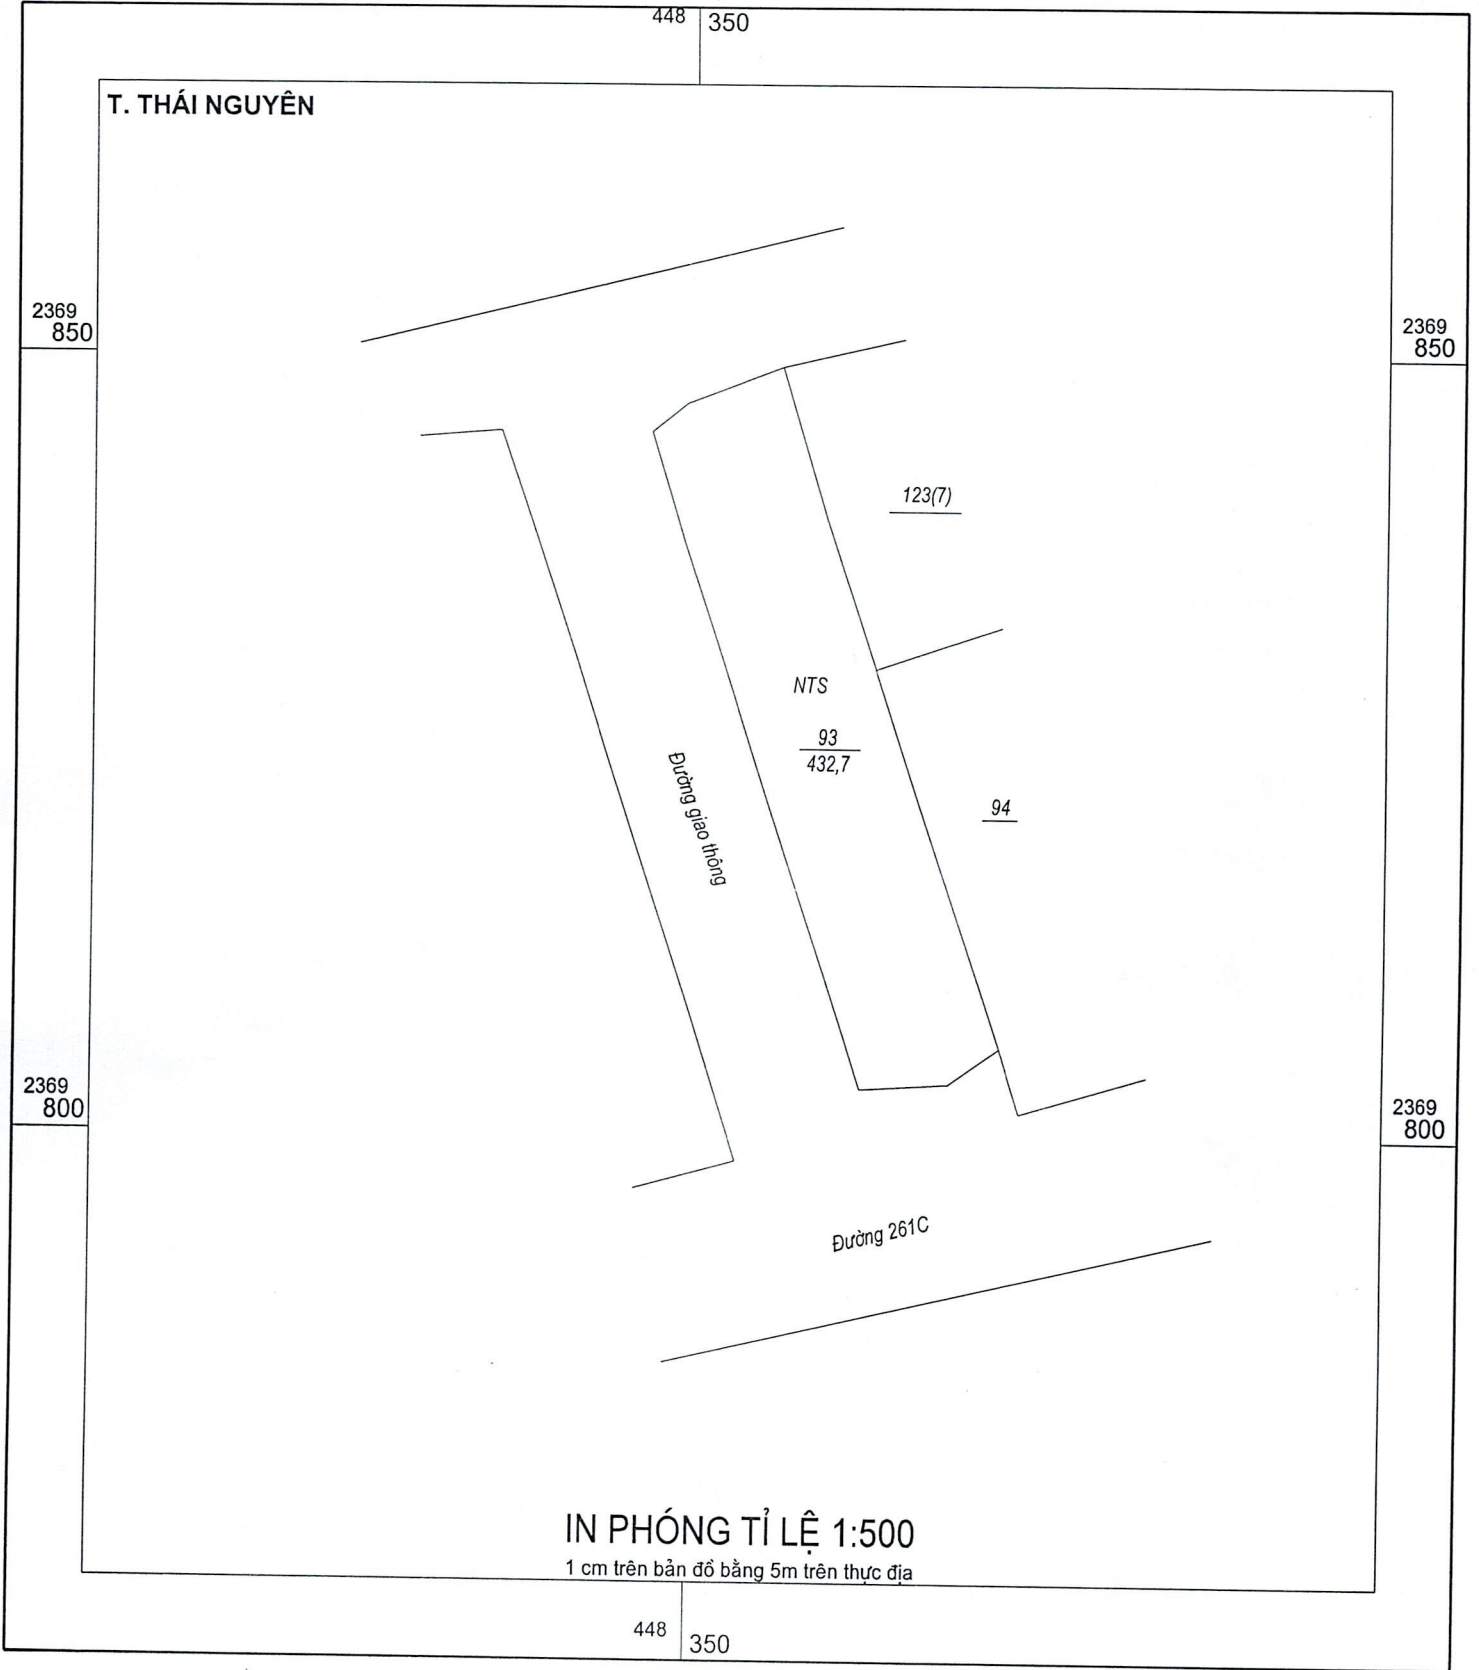 448 350
T. THÁI NGUYÊN
2369
850
2369
850
123(7)
NTS
93
432,7
Đường giao thông
94
2369
800
2369
800
Đường 261C
IN PHÓNG TỈ LỆ 1:500
1 cm trên bản đồ bằng 5m trên thực địa
448 350